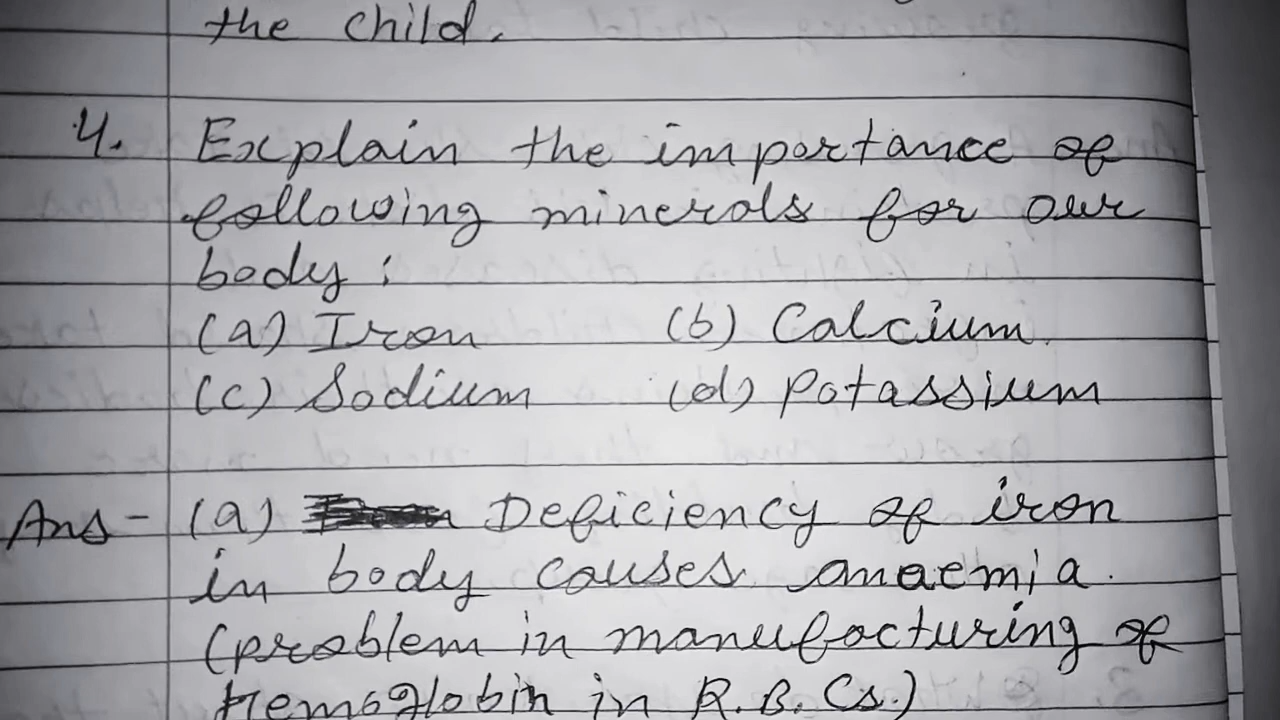 the child.
4. Explain the importance of
following minerals for our
body :
(a) Iron (b) Calcium.
(c) Sodium (d) Potassium
Ans - (a) Deficiency of iron
in body causes anaemia.
(problem in manufacturing of
Hemoglobin in R.B.Cs.)